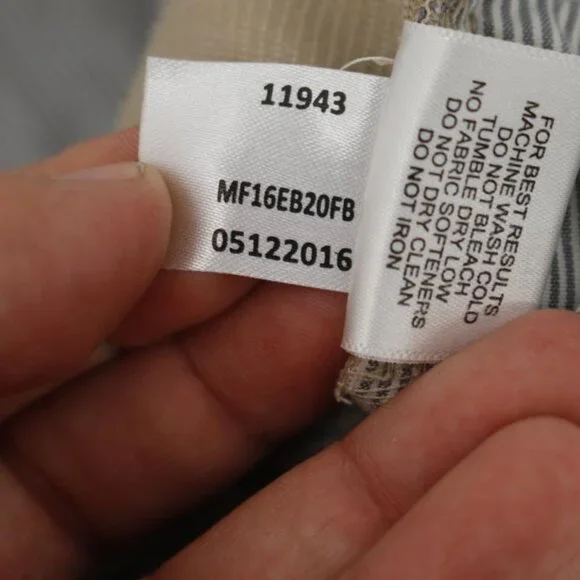 11943
MF16EB20FB
05122016
FOR BEST RESULTS
MACHINE WASH COLD
DO NOT BLEACH
TUMBLE DRY LOW
NO FABRIC SOFTENERS
DO NOT DRY CLEAN
DO NOT IRON